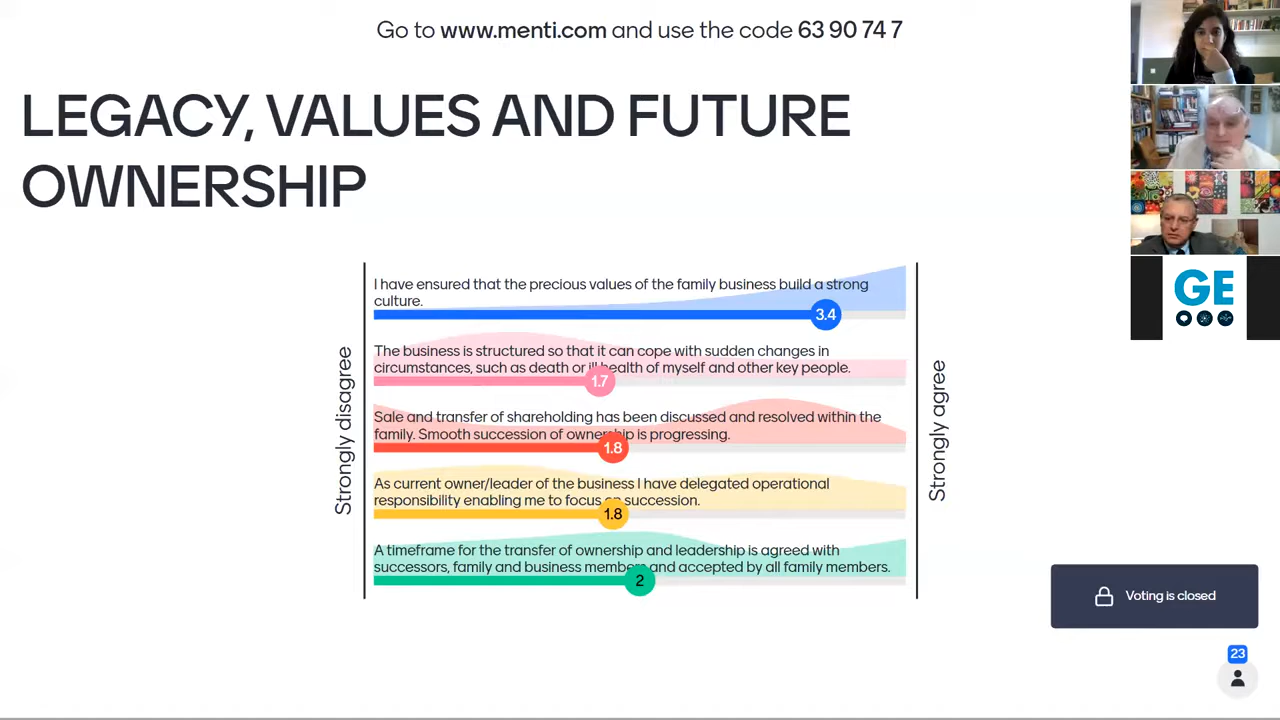 Go to www.menti.com and use the code 63 90 74 7
LEGACY, VALUES AND FUTURE
OWNERSHIP
Strongly disagree
I have ensured that the precious values of the family business build a strong
culture.
3.4
The business is structured so that it can cope with sudden changes in
circumstances, such as death or ill health of myself and other key people.
1.7
Sale and transfer of shareholding has been discussed and resolved within the
family. Smooth succession of ownership is progressing.
1.8
As current owner/leader of the business I have delegated operational
responsibility enabling me to focus on succession.
1.8
A timeframe for the transfer of ownership and leadership is agreed with
successors, family and business members and accepted by all family members.
2
Strongly agree
GE
Voting is closed
23